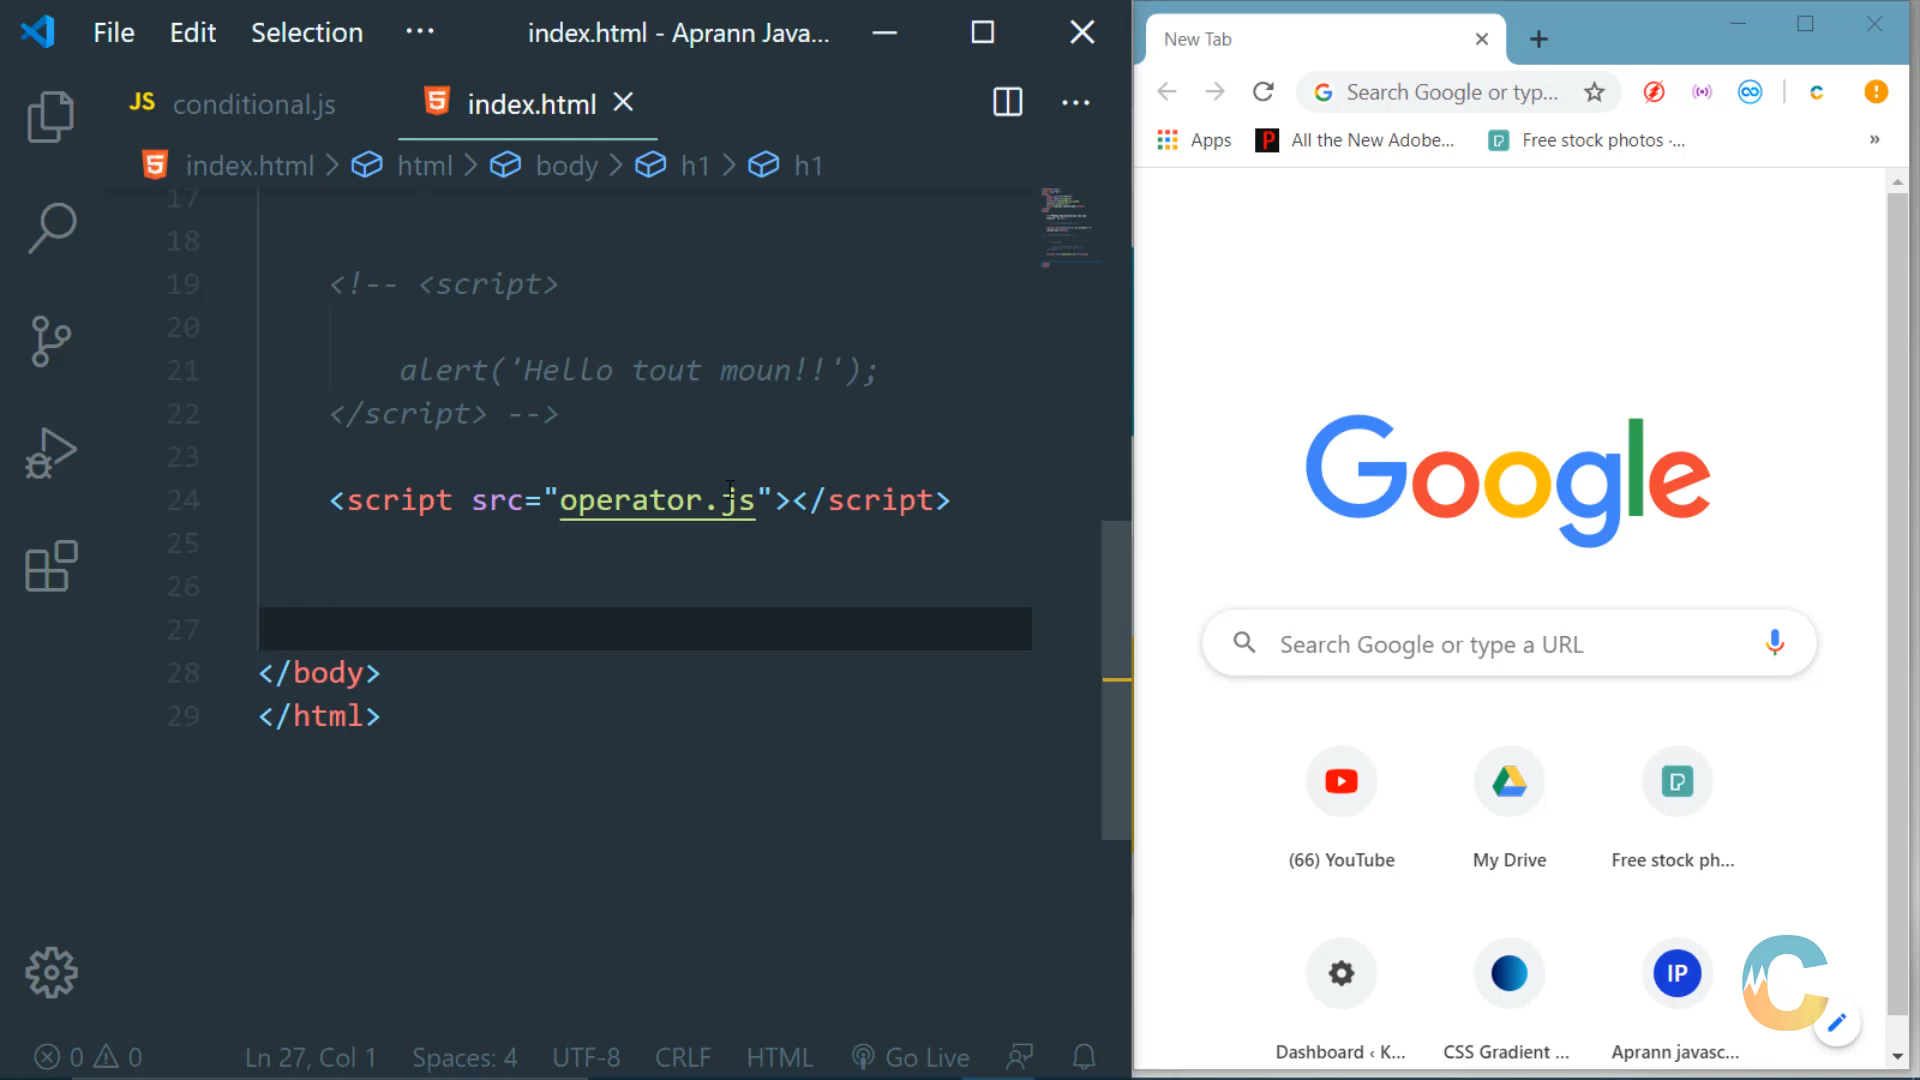 File Edit Selection ··· index.html - Aprann Java...
JS conditional.js index.html
index.html > html > body > h1 > h1
17
18
19 <!-- <script>
20
21 alert('Hello tout moun!!');
22 </script> -->
23
24 <script src="operator.js"></script>
25
26
27
28 </body>
29 </html>
0 0 Ln 27, Col 1 Spaces: 4 UTF-8 CRLF HTML Go Live
New Tab
Search Google or typ...
Apps All the New Adobe... Free stock photos ·... »
Google
Search Google or type a URL
(66) YouTube My Drive Free stock ph...
IP
Dashboard ‹ K... CSS Gradient ... Aprann javasc...